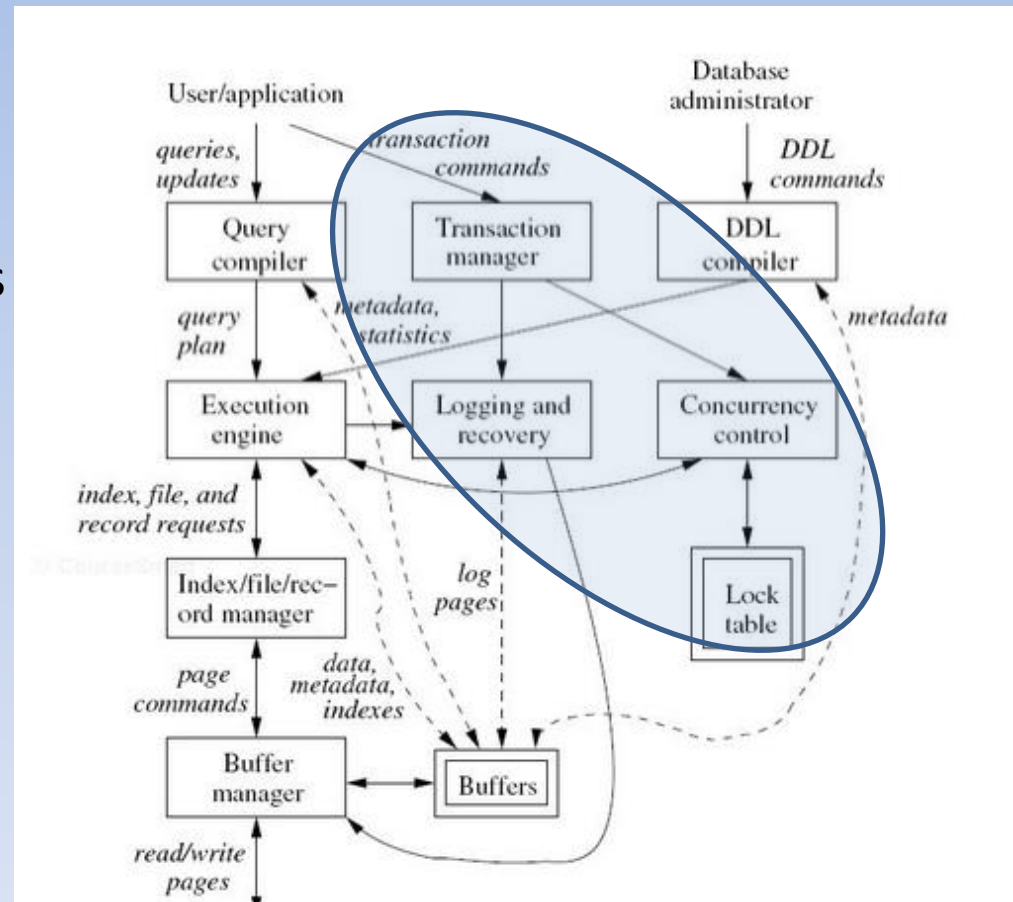 User/application
Database
administrator
transaction
commands
queries,
updates
DDL
commands
Query
compiler
Transaction
manager
DDL
compiler
s
query
plan
metadata,
statistics
metadata
Execution
engine
Logging and
recovery
Concurrency
control
index, file, and
record requests
Index/file/rec-
ord manager
log
pages
Lock
table
page
commands
data,
metadata,
indexes
Buffer
manager
Buffers
read/write
pages